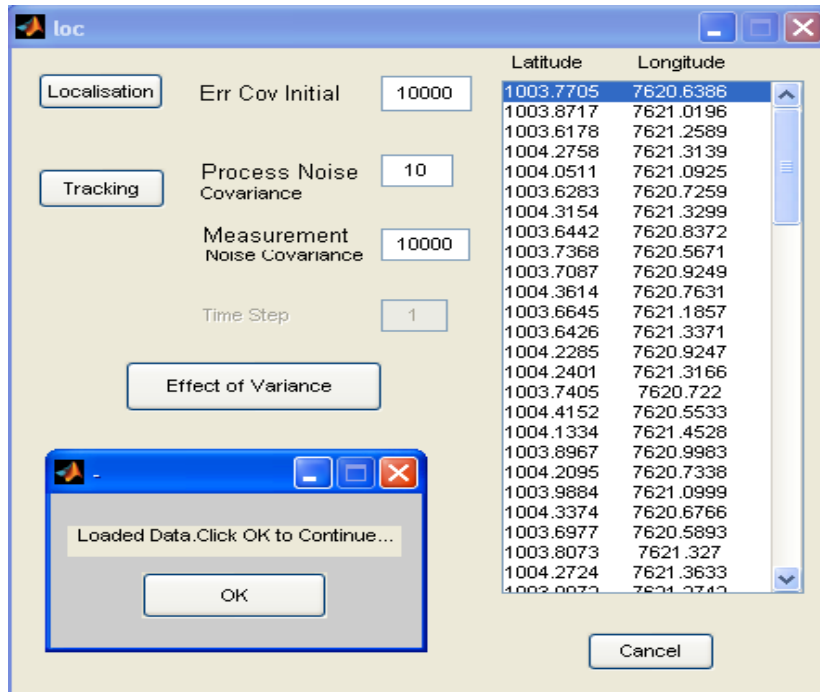 loc
Localisation
Err Cov Initial
10000
Tracking
Process Noise
Covariance
10
Measurement
Noise Covariance
10000
Time Step
1
Effect of Variance
-
Loaded Data.Click OK to Continue...
OK
Latitude Longitude
1003.7705 7620.6386
1003.8717 7621.0196
1003.6178 7621.2589
1004.2758 7621.3139
1004.0511 7621.0925
1003.6283 7620.7259
1004.3154 7621.3299
1003.6442 7620.8372
1003.7368 7620.5671
1003.7087 7620.9249
1004.3614 7620.7631
1003.6645 7621.1857
1003.6426 7621.3371
1004.2285 7620.9247
1004.2401 7621.3166
1003.7405 7620.722
1004.4152 7620.5533
1004.1334 7621.4528
1003.8967 7620.9983
1004.2095 7620.7338
1003.9884 7621.0999
1004.3374 7620.6766
1003.6977 7620.5893
1003.8073 7621.327
1004.2724 7621.3633
Cancel